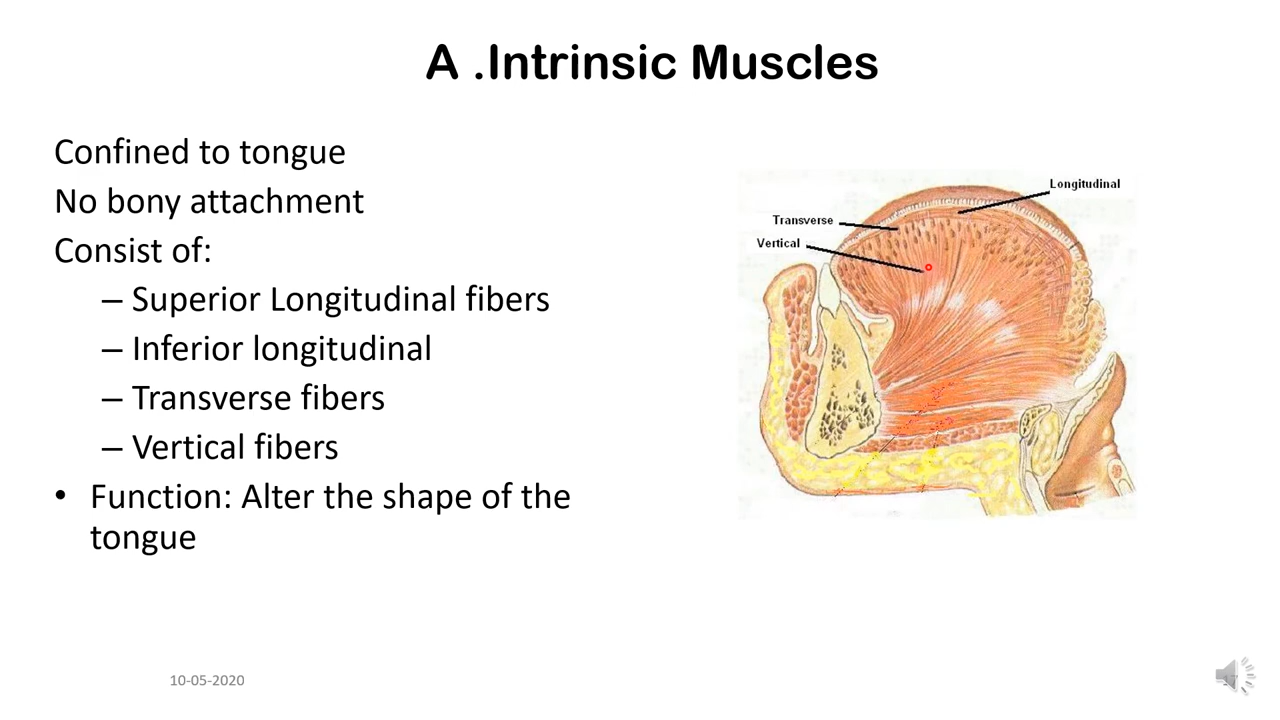 A .Intrinsic Muscles
Confined to tongue
No bony attachment
Consist of:
– Superior Longitudinal fibers
– Inferior longitudinal
– Transverse fibers
– Vertical fibers
• Function: Alter the shape of the
tongue
Longitudinal
Transverse
Vertical
10-05-2020
17